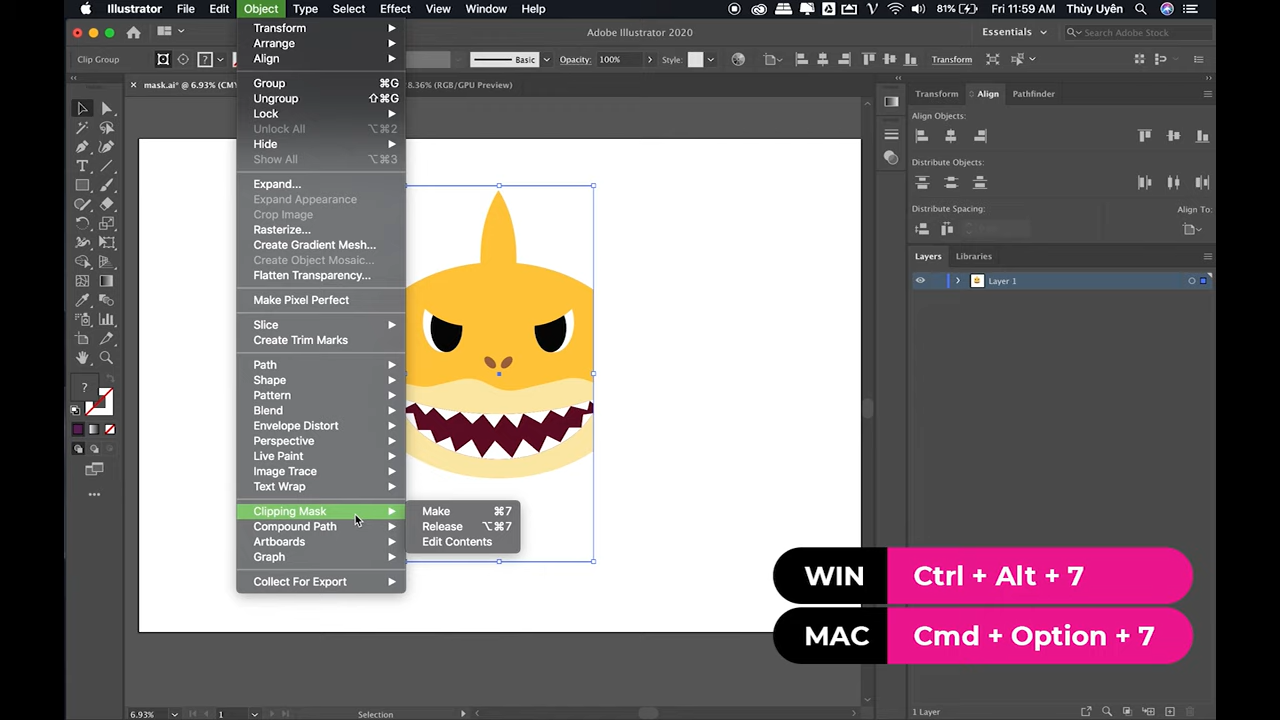 Illustrator File Edit Object Type Select Effect View Window Help
81% Fri 11:59 AM Thùy Uyên
Adobe Illustrator 2020
Essentials
Search Adobe Stock
Clip Group
?
Basic
Opacity: 100%
Style:
Transform
mask.ai* @ 6.93% (CMY
8.36% (RGB/GPU Preview)
Transform
Arrange
Align
Group ⌘G
Ungroup ⇧⌘G
Lock
Unlock All ⌥⌘2
Hide
Show All ⌥⌘3
Expand...
Expand Appearance
Crop Image
Rasterize...
Create Gradient Mesh...
Create Object Mosaic...
Flatten Transparency...
Make Pixel Perfect
Slice
Create Trim Marks
Path
Shape
Pattern
Blend
Envelope Distort
Perspective
Live Paint
Image Trace
Text Wrap
Clipping Mask
Compound Path
Artboards
Graph
Collect For Export
Make ⌘7
Release ⌥⌘7
Edit Contents
?
Transform Align Pathfinder
Align Objects:
Distribute Objects:
Distribute Spacing:
Align To:
Layers Libraries
Layer 1
WIN Ctrl + Alt + 7
MAC Cmd + Option + 7
6.93% 1 Selection
1 Layer